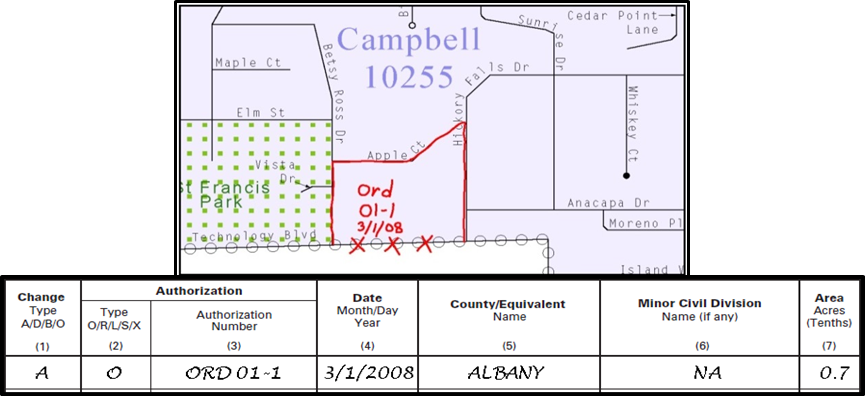 B
Sunry
se Dr
Cedar Point
Lane
Campbell
10255
Maple Ct
Betsy Ross Dr
Hickory Falls Dr
Whiskey Ct
Elm St
Apple Ct
Vista
Dr
St Francis
Park
Ord
01-1
3/1/08
Anacapa Dr
Moreno Pl
Technology Blvd
Island V
Change
Type
A/D/B/O
(1)
Authorization
Type
O/R/L/S/X
(2)
Authorization
Number
(3)
Date
Month/Day
Year
(4)
County/Equivalent
Name
(5)
Minor Civil Division
Name (if any)
(6)
Area
Acres
(Tenths)
(7)
A O ORD 01-1 3/1/2008 ALBANY NA 0.7